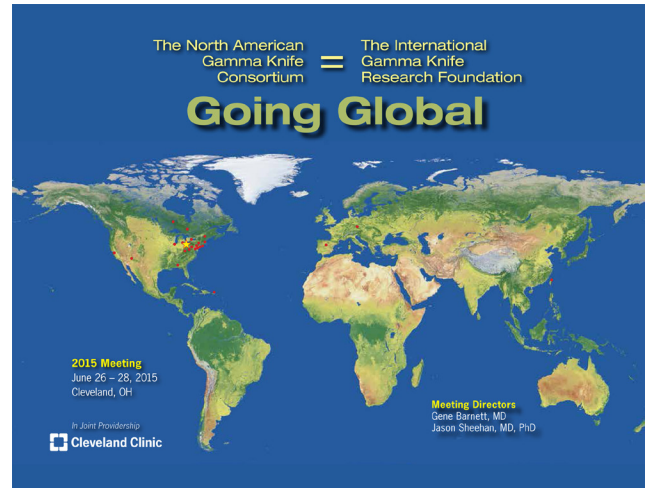 The North American
Gamma Knife
Consortium
=
The International
Gamma Knife
Research Foundation
Going Global
2015 Meeting
June 26 – 28, 2015
Cleveland, OH
Meeting Directors
Gene Barnett, MD
Jason Sheehan, MD, PhD
In Joint Providership
Cleveland Clinic